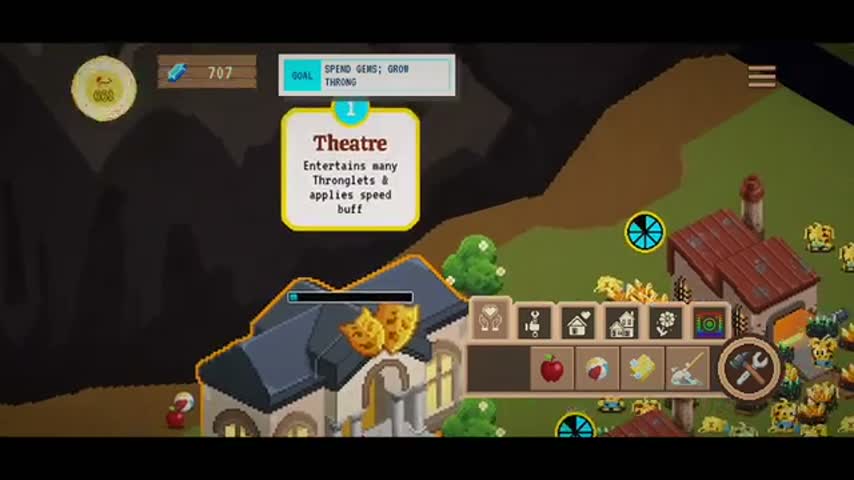 707
GOAL
SPEND GEMS; GROW
THRONG
1
Theatre
Entertains many
Thronglets &
applies speed
buff